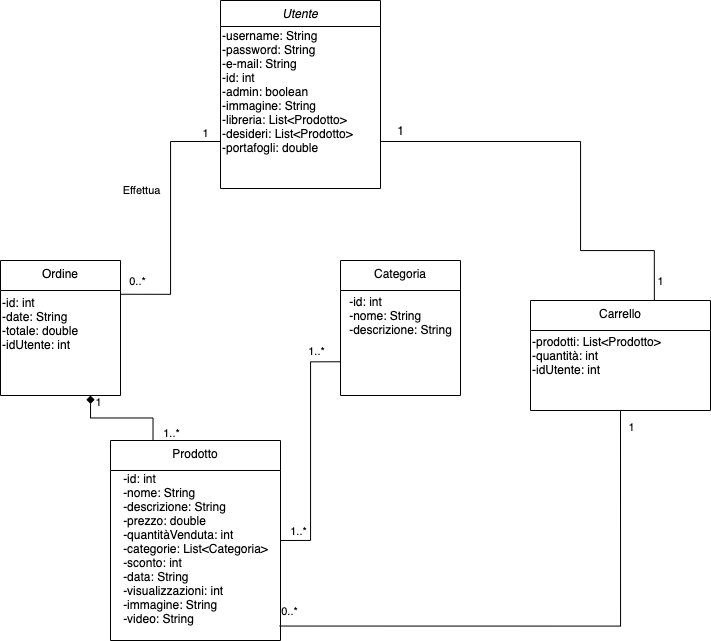 Utente
-username: String
-password: String
-e-mail: String
-id: int
-admin: boolean
-immagine: String
-libreria: List<Prodotto>
-desideri: List<Prodotto>
-portafogli: double
1
1
Effettua
0..*
1
Ordine
-id: int
-date: String
-totale: double
-idUtente: int
Categoria
-id: int
-nome: String
-descrizione: String
Carrello
-prodotti: List<Prodotto>
-quantità: int
-idUtente: int
1..*
1
1..*
1
Prodotto
-id: int
-nome: String
-descrizione: String
-prezzo: double
-quantitàVenduta: int
-categorie: List<Categoria>
-sconto: int
-data: String
-visualizzazioni: int
-immagine: String
-video: String
1..*
0..*